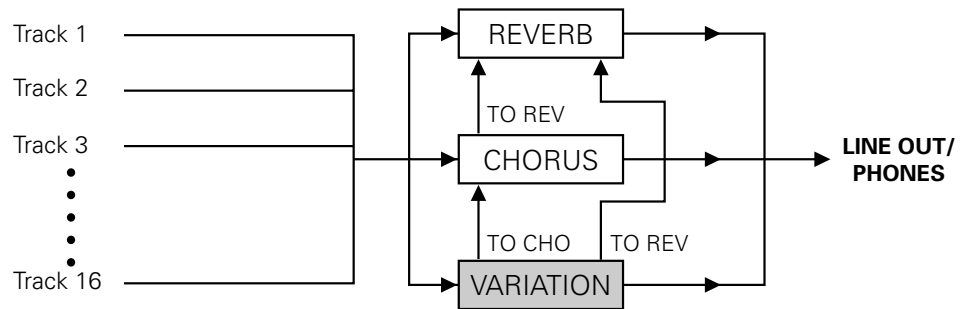 Track 1
Track 2
Track 3
Track 16
REVERB
TO REV
CHORUS
TO CHO
TO REV
VARIATION
LINE OUT/
PHONES